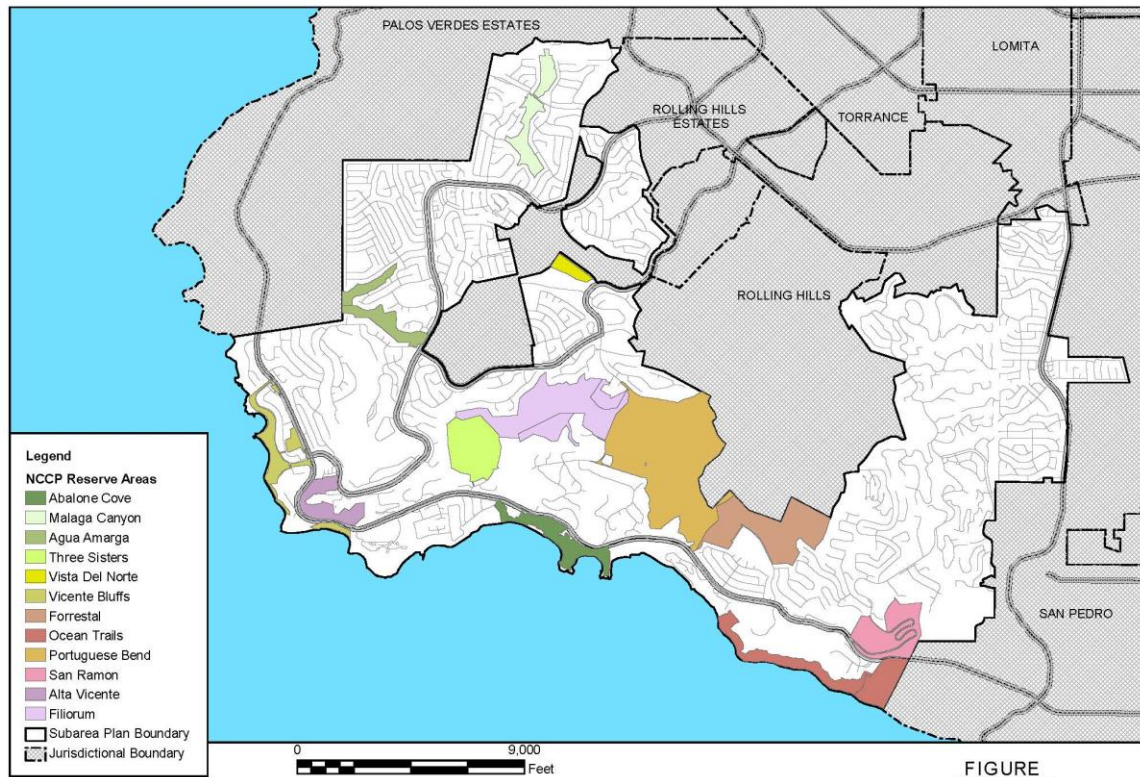 PALOS VERDES ESTATES
LOMITA
ROLLING HILLS
ESTATES
TORRANCE
ROLLING HILLS
SAN PEDRO
Legend
NCCP Reserve Areas
Abalone Cove
Malaga Canyon
Agua Amarga
Three Sisters
Vista Del Norte
Vicente Bluffs
Forrestal
Ocean Trails
Portuguese Bend
San Ramon
Alta Vicente
Filiorum
Subarea Plan Boundary
Jurisdictional Boundary
0 9,000
Feet
FIGURE